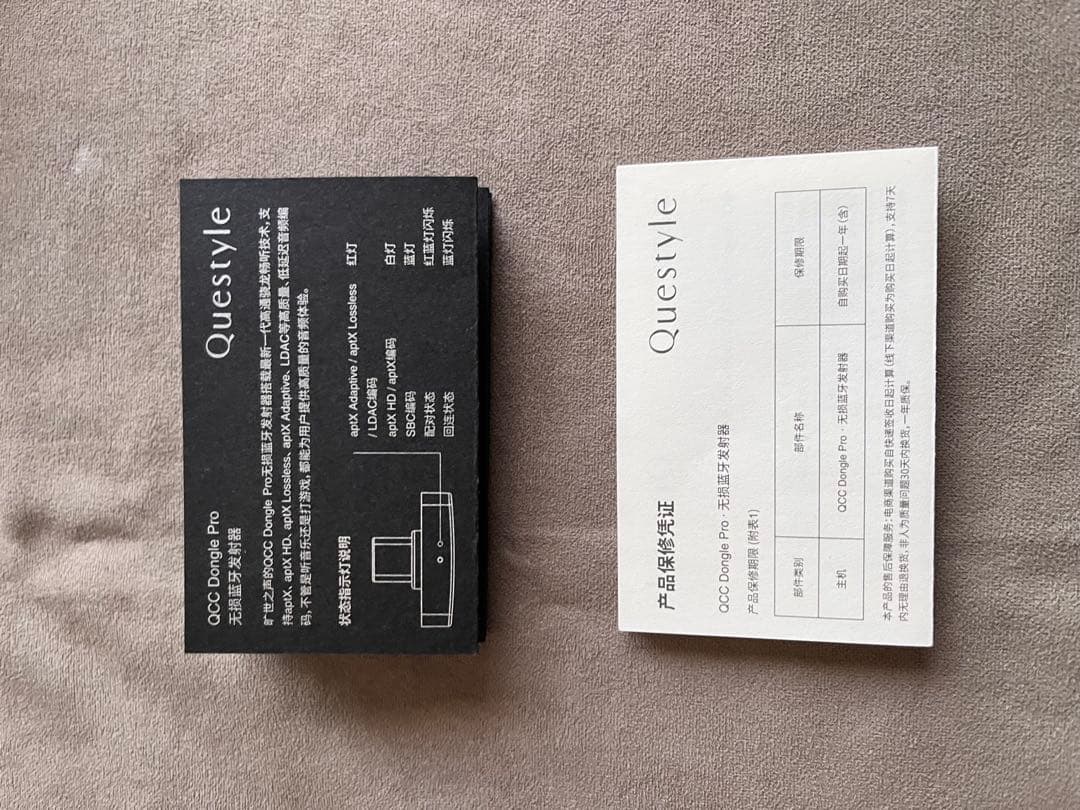 Questyle
QCC Dongle Pro
无损蓝牙发射器
旷世之声的QCC Dongle Pro无损蓝牙发射器搭载最新一代高通骁龙畅听技术，支
持aptX、aptX HD、aptX Lossless、aptX Adaptive、LDAC等高质量、低延迟音频编
码，不管是听音乐还是打游戏，都能为用户提供高质量的音频体验。
状态指示灯说明
aptX Adaptive / aptX Lossless 红灯
/ LDAC编码
aptX HD / aptX编码 白灯
SBC编码 蓝灯
配对状态 红蓝灯闪烁
回连状态 蓝灯闪烁
Questyle
产品保修凭证
QCC Dongle Pro · 无损蓝牙发射器
产品保修期限 (附表1)
部件类别 部件名称 保修期限
主机 QCC Dongle Pro · 无损蓝牙发射器 自购买日期起一年 (含)
本产品的售后保障服务：电商渠道购买自快递签收日起计算 (线下渠道购买为购买日起计算)，支持7天
内无理由退换货，非人为质量问题30天内换货，一年质保。